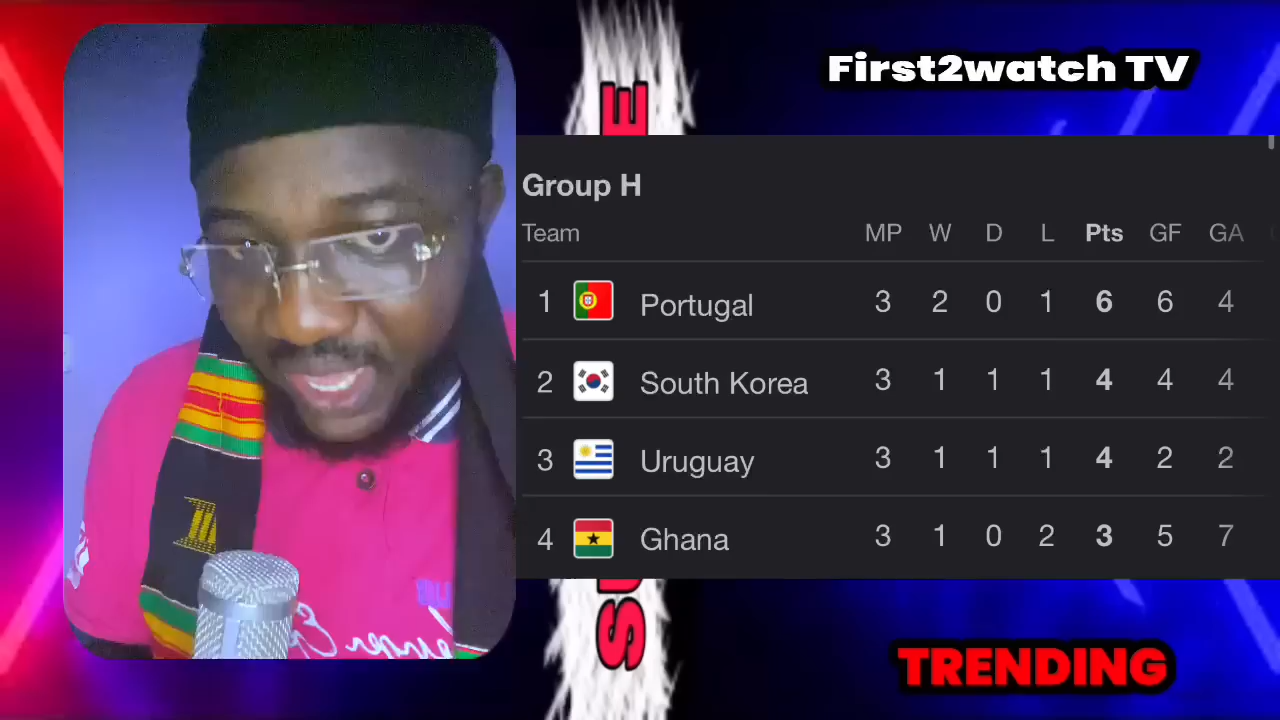 First2watch TV
Group H
Team MP W D L Pts GF GA
1 Portugal 3 2 0 1 6 6 4
2 South Korea 3 1 1 1 4 4 4
3 Uruguay 3 1 1 1 4 2 2
4 Ghana 3 1 0 2 3 5 7
TRENDING